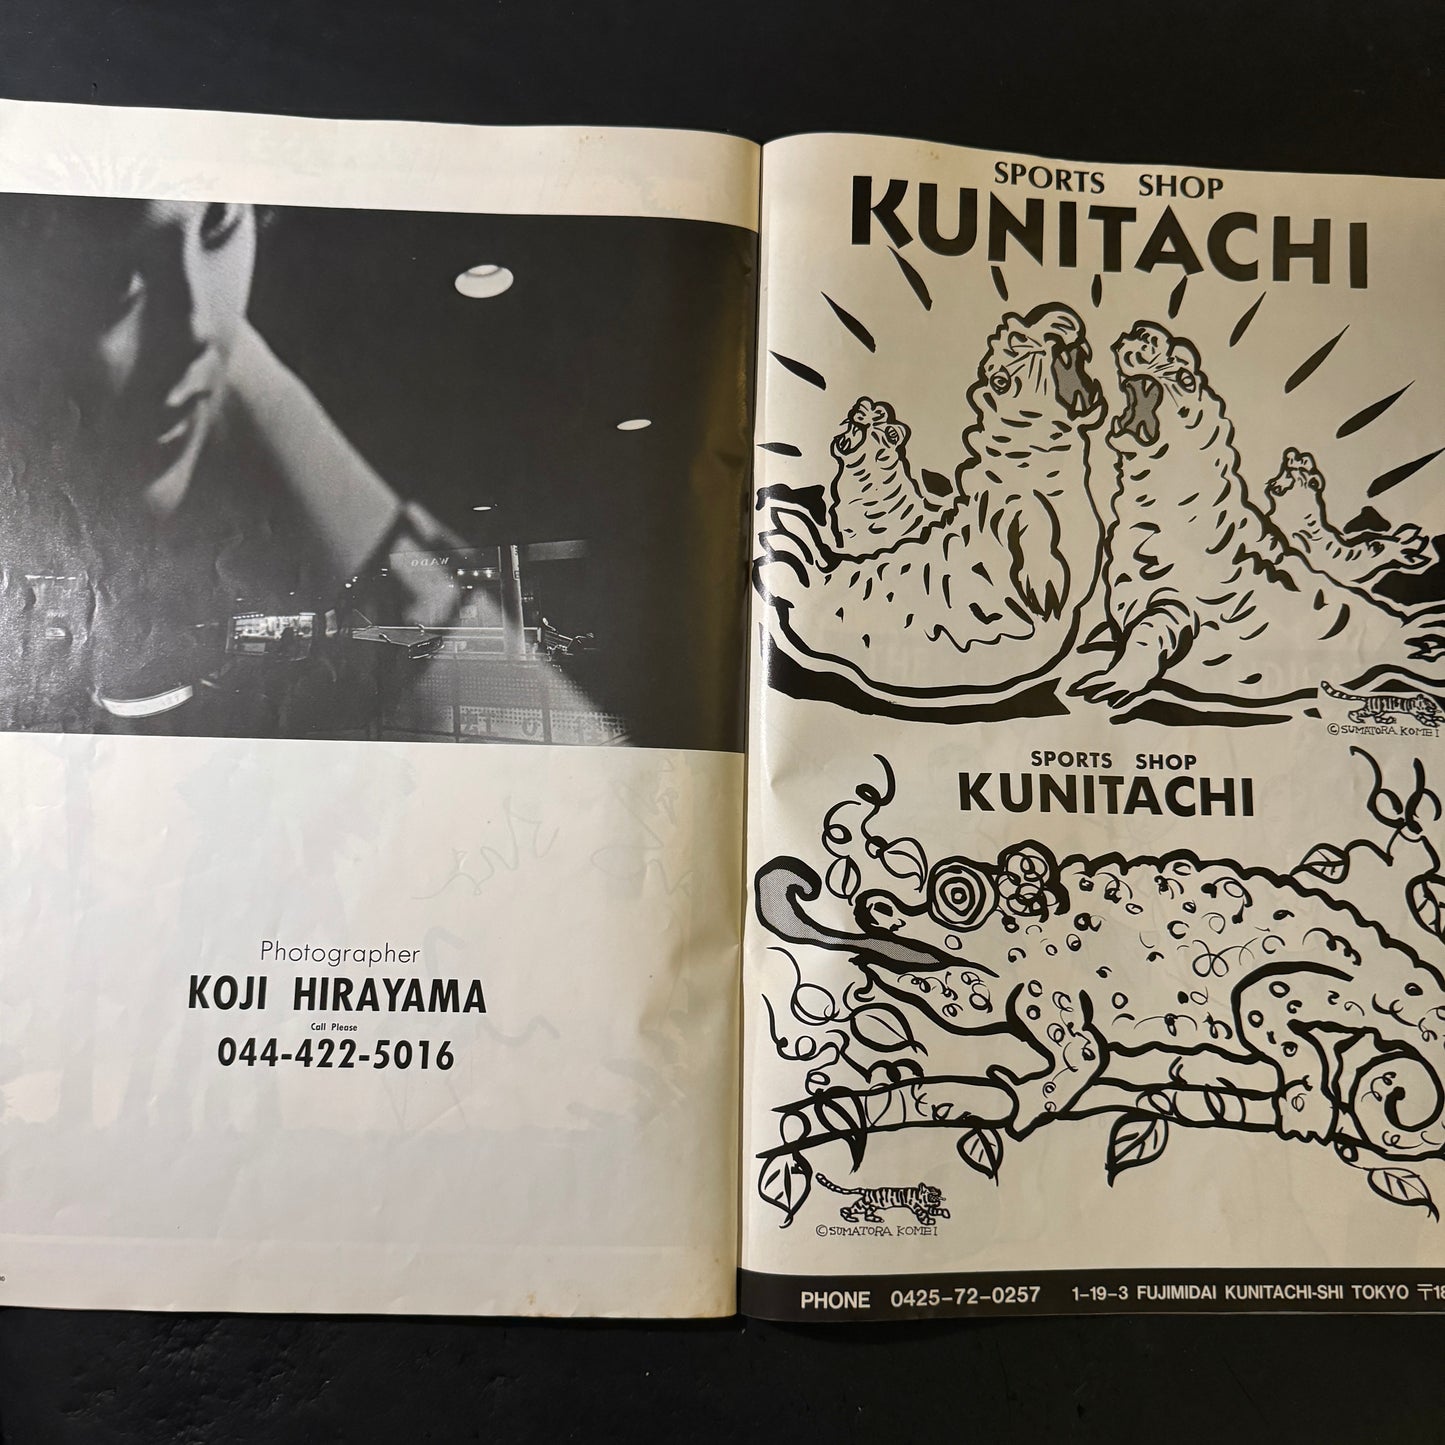 Photographer
KOJI HIRAYAMA
Call Please
044-422-5016
SPORTS SHOP
KUNITACHI
©SUMATORA KOMEI
SPORTS SHOP
KUNITACHI
©SUMATORA KOMEI
PHONE 0425-72-0257 1-19-3 FUJIMIDAI KUNITACHI-SHI TOKYO 〒18